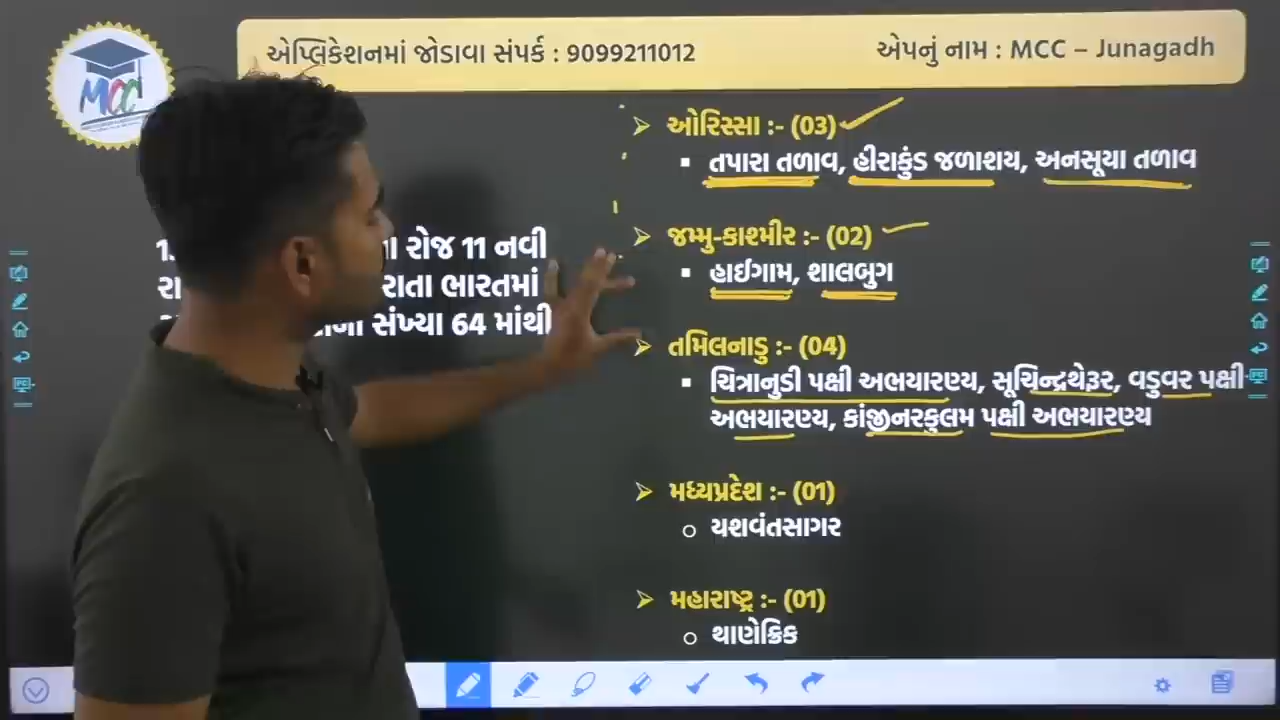 એપ્લિકેશનમાં જોડાવા સંપર્ક : 9099211012
એપનું નામ : MCC – Junagadh
MCC
રોજ 11 નવી
રાતા ભારતમાં
સંખ્યા 64 માંથી
➢ ઓરિસ્સા :- (03)
▪ તપારા તળાવ, હીરાકુંડ જળાશય, અનસૂયા તળાવ
➢ જમ્મુ-કાશ્મીર :- (02)
▪ હાઈગામ, શાલબુગ
➢ તમિલનાડુ :- (04)
▪ ચિત્રાનુડી પક્ષી અભયારણ્ય, સૂચિન્દ્રથેરૂર, વડુવર પક્ષી
અભયારણ્ય, કાંજીનરકુલમ પક્ષી અભયારણ્ય
➢ મધ્યપ્રદેશ :- (01)
○ યશવંતસાગર
➢ મહારાષ્ટ્ર :- (01)
○ થાણેક્રિક